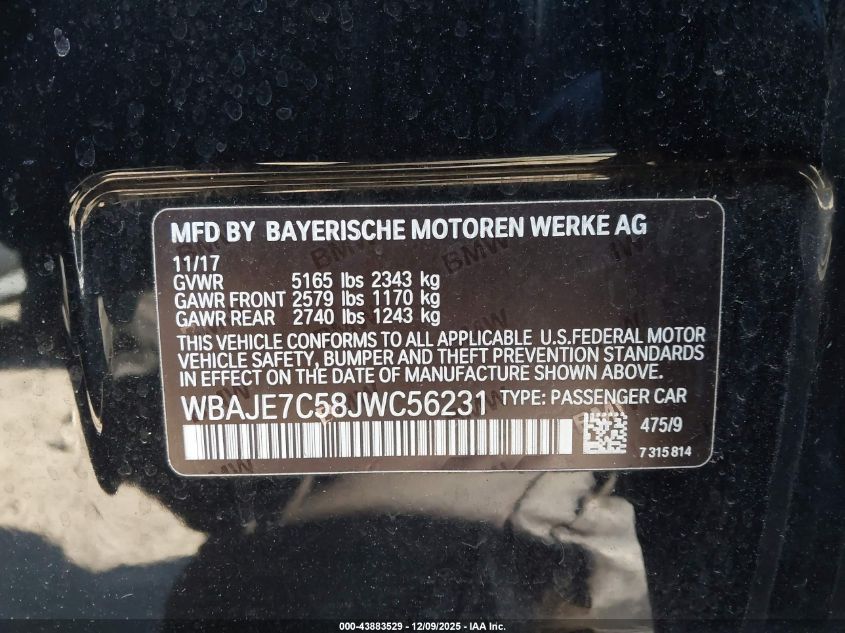 MFD BY BAYERISCHE MOTOREN WERKE AG
11/17
GVWR 5165 lbs 2343 kg
GAWR FRONT 2579 lbs 1170 kg
GAWR REAR 2740 lbs 1243 kg
THIS VEHICLE CONFORMS TO ALL APPLICABLE U.S.FEDERAL MOTOR
VEHICLE SAFETY, BUMPER AND THEFT PREVENTION STANDARDS
IN EFFECT ON THE DATE OF MANUFACTURE SHOWN ABOVE.
WBAJE7C58JWC56231 TYPE: PASSENGER CAR
475/9
7 315 814
000-43883529 - 12/09/2025 - IAA Inc.